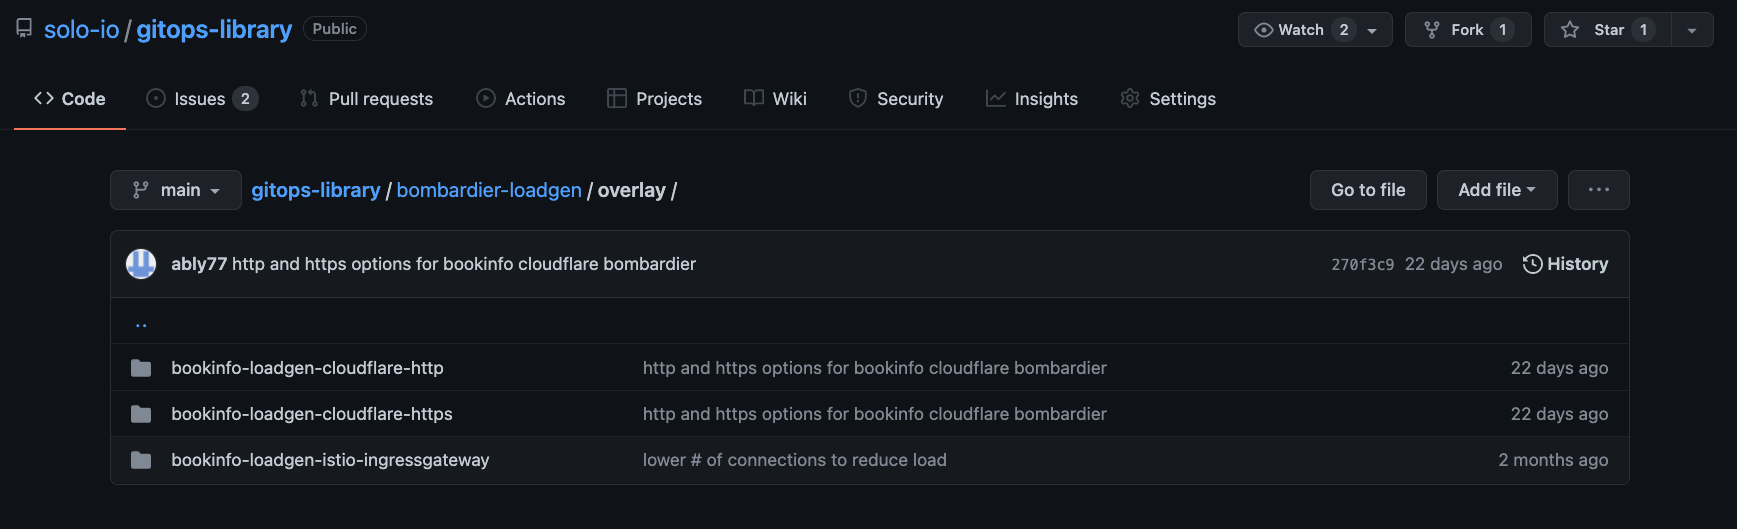 solo-io / gitops-library Public Watch 2 Fork 1 Star 1
Code Issues 2 Pull requests Actions Projects Wiki Security Insights Settings
main gitops-library / bombardier-loadgen / overlay / Go to file Add file ...
ably77 http and https options for bookinfo cloudflare bombardier 270f3c9 22 days ago History
..
bookinfo-loadgen-cloudflare-http http and https options for bookinfo cloudflare bombardier 22 days ago
bookinfo-loadgen-cloudflare-https http and https options for bookinfo cloudflare bombardier 22 days ago
bookinfo-loadgen-istio-ingressgateway lower # of connections to reduce load 2 months ago